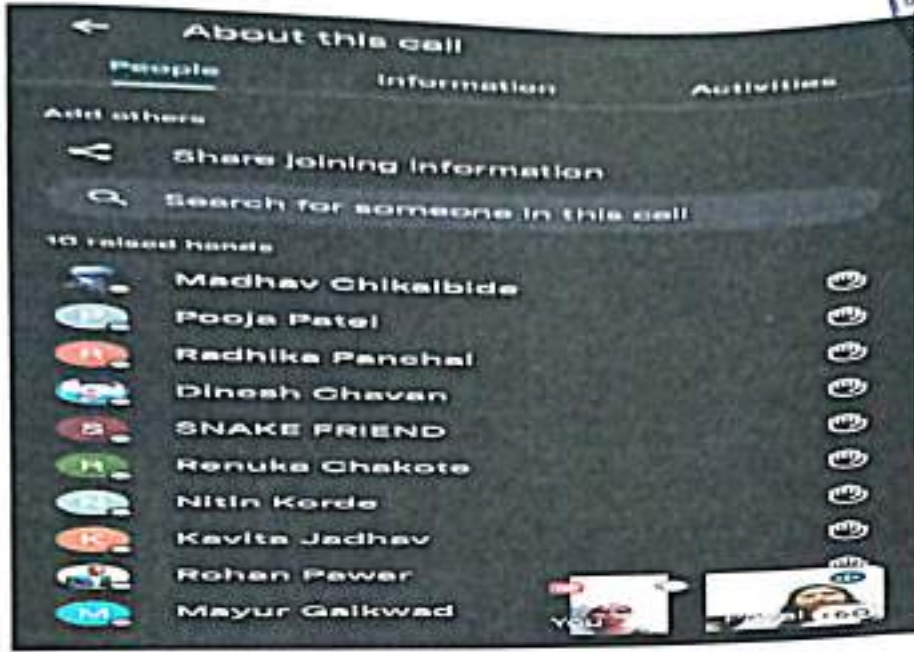 About this call
People Information Activities
Add others
Share joining information
Search for someone in this call
10 raised hands
Madhav Chikalbide
Pooja Patel
Radhika Panchal
Dinesh Chavan
SNAKE FRIEND
Renuka Chakote
Nitin Korde
Kavita Jadhav
Rohan Pawar
Mayur Gaikwad
You